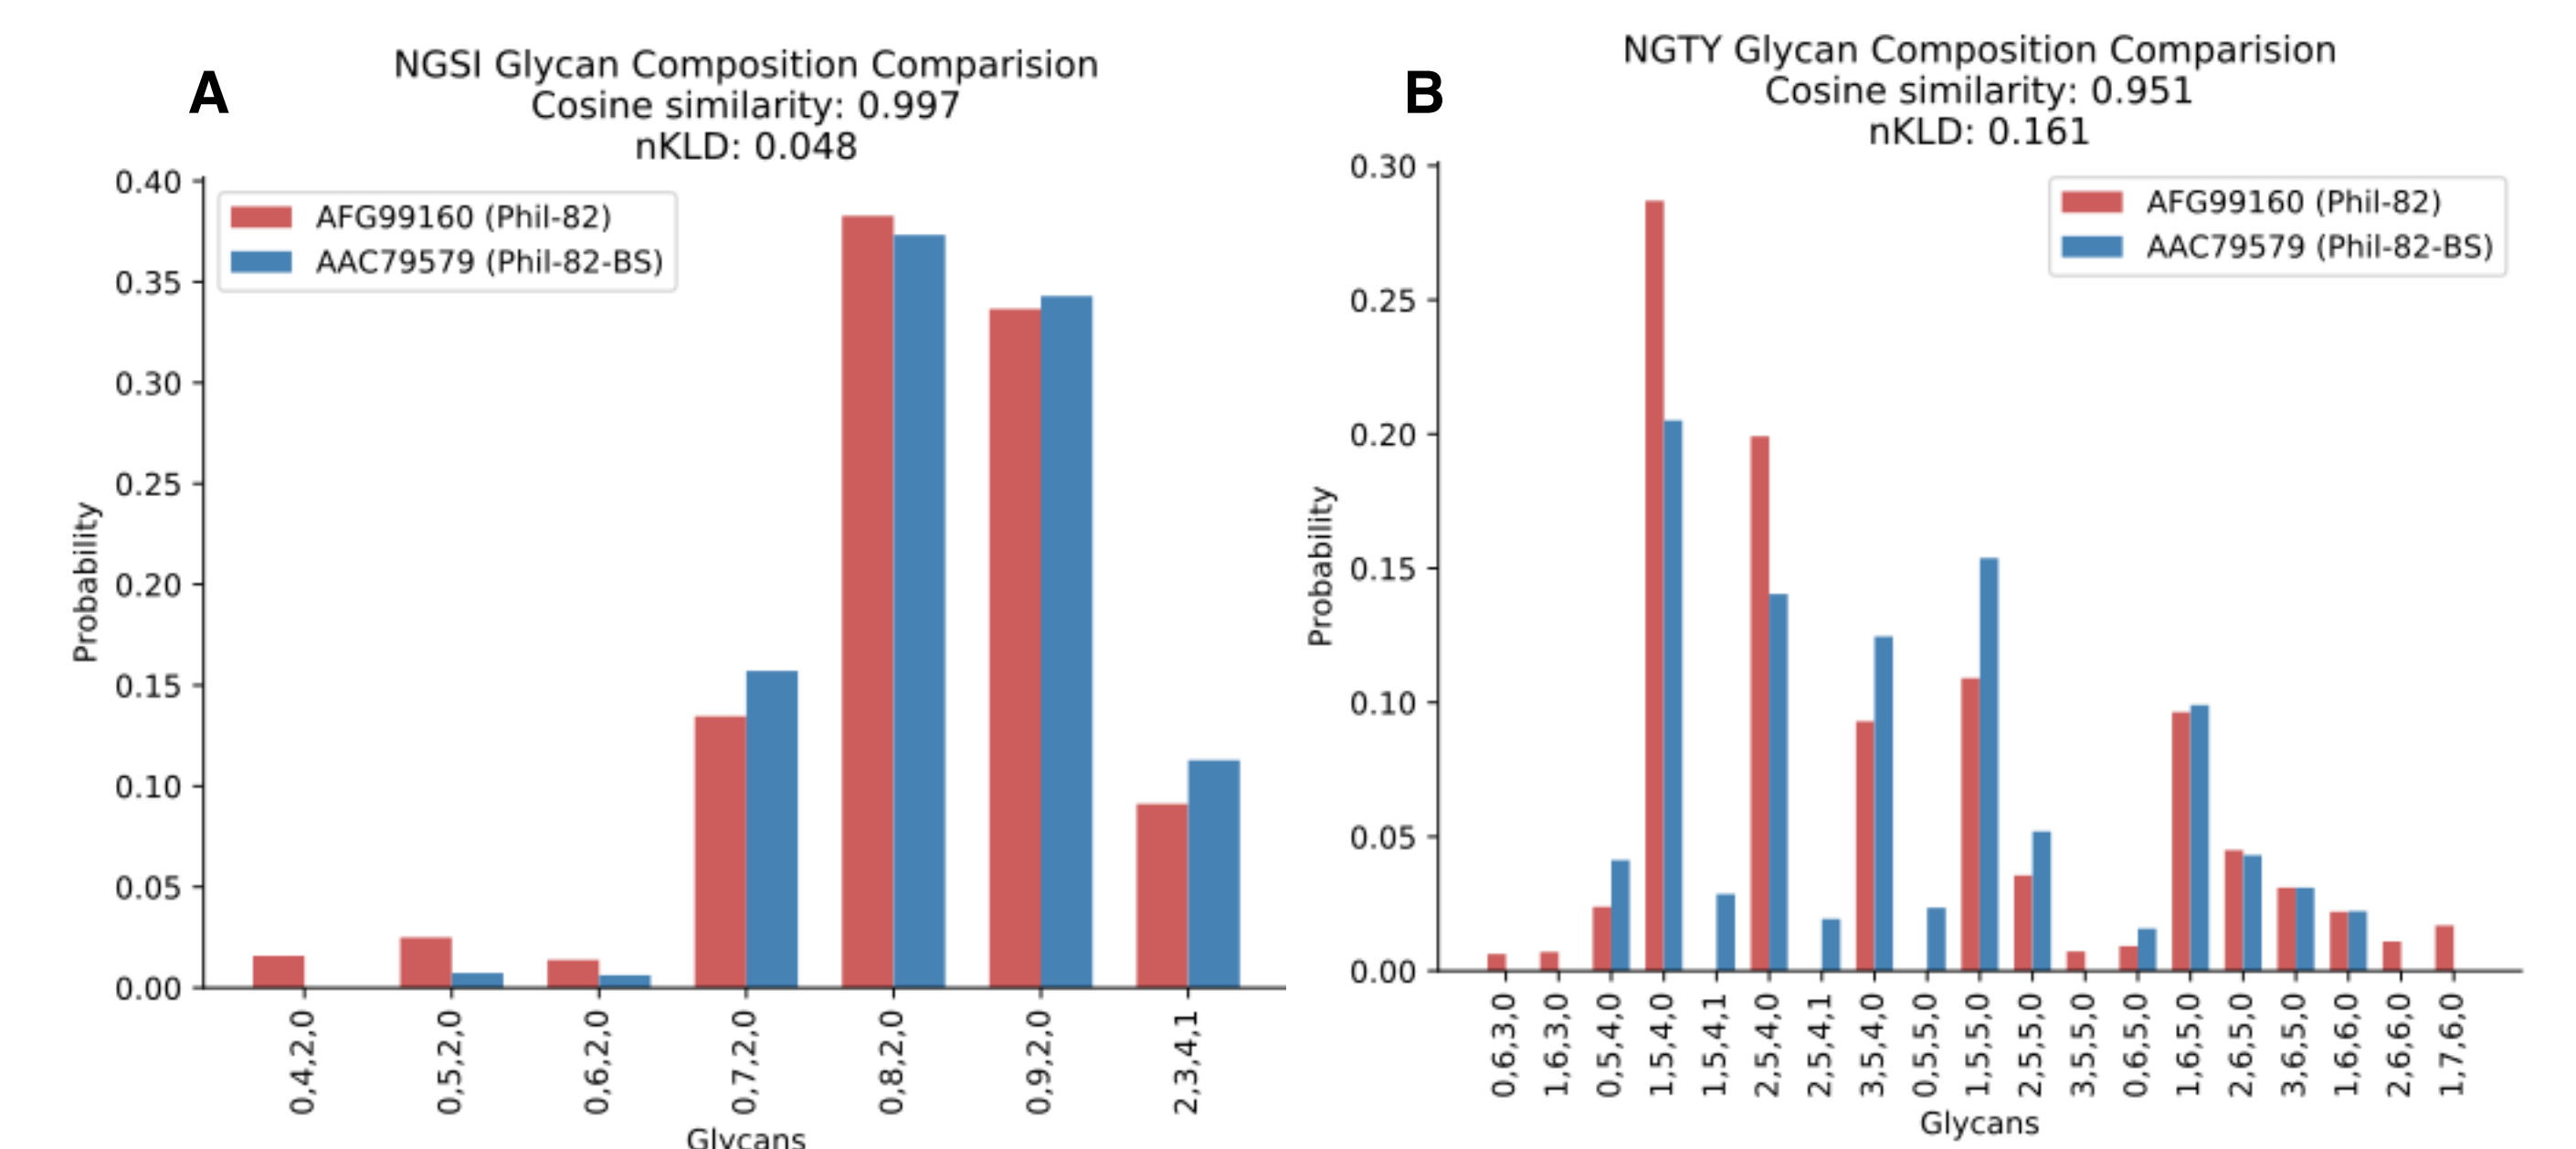 A
NGSI Glycan Composition Comparision
Cosine similarity: 0.997
nKLD: 0.048
AFG99160 (Phil-82)
AAC79579 (Phil-82-BS)
0.40
0.35
0.30
0.25
0.20
0.15
0.10
0.05
0.00
Probability
0,4,2,0
0,5,2,0
0,6,2,0
0,7,2,0
0,8,2,0
0,9,2,0
2,3,4,1
Glycans
B
NGTY Glycan Composition Comparision
Cosine similarity: 0.951
nKLD: 0.161
AFG99160 (Phil-82)
AAC79579 (Phil-82-BS)
0.30
0.25
0.20
0.15
0.10
0.05
0.00
Probability
0,6,3,0
1,6,3,0
0,5,4,0
1,5,4,0
1,5,4,1
2,5,4,0
2,5,4,1
3,5,4,0
0,5,5,0
1,5,5,0
2,5,5,0
3,5,5,0
0,6,5,0
1,6,5,0
2,6,5,0
3,6,5,0
1,6,6,0
2,6,6,0
1,7,6,0
Glycans